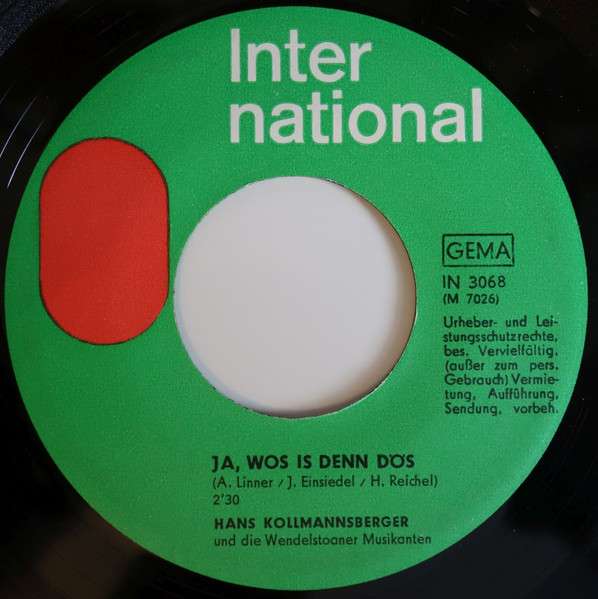 Inter
national
GEMA
IN 3068
(M 7026)
Urheber- und Lei-
stungsschutzrechte,
bes. Vervielfältig.
(außer zum pers.
Gebrauch) Vermie-
tung, Aufführung,
Sendung, vorbeh.
JA, WOS IS DENN DÖS
(A. Linner / J. Einsiedel / H. Reichel)
2'30
HANS KOLLMANNSBERGER
und die Wendelstoaner Musikanten